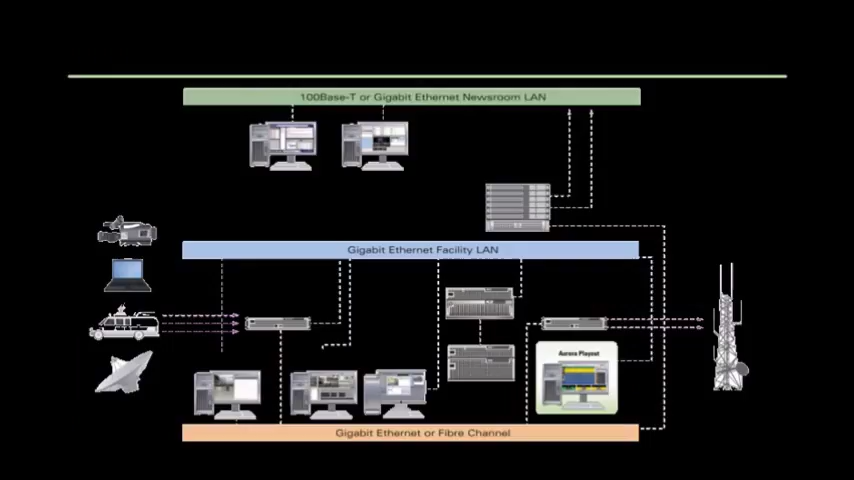 100Base-T or Gigabit Ethernet Newsroom LAN
Gigabit Ethernet Facility LAN
Aurora Playout
Gigabit Ethernet or Fibre Channel